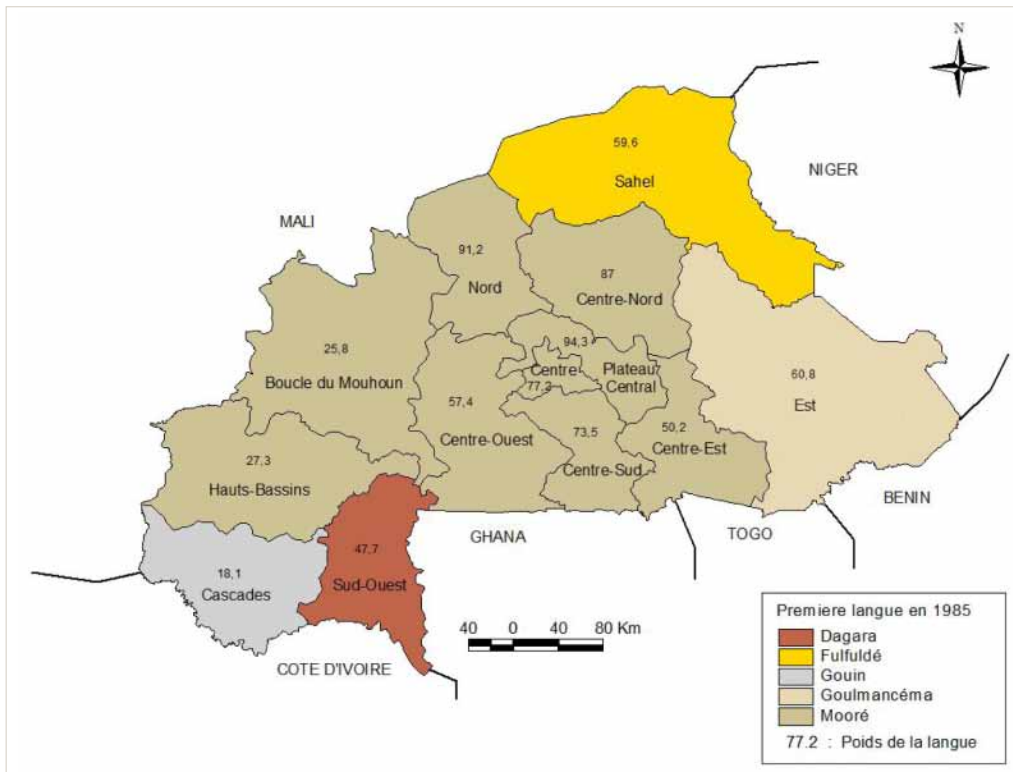 N
59,6
Sahel
NIGER
MALI
91,2
Nord
87
Centre-Nord
94,3
25,8
Boucle du Mouhoun
Centre
Plateau
Central
77,2
60,8
Est
57,4
Centre-Ouest
73,5
Centre-Sud
50,2
Centre-Est
27,3
Hauts-Bassins
BENIN
GHANA
TOGO
47,7
Sud-Ouest
18,1
Cascades
40 0 40 80 Km
COTE D'IVOIRE
Premiere langue en 1985
Dagara
Fulfuldé
Gouin
Goulmancéma
Mooré
77.2 : Poids de la langue